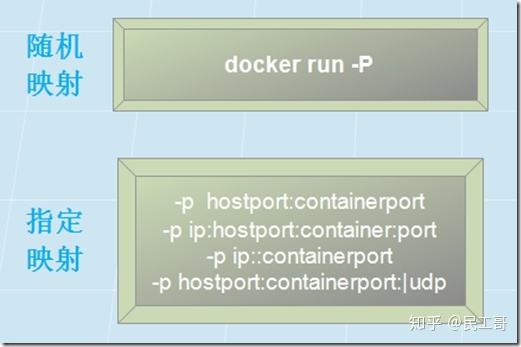 随机
映射
docker run -P
指定
映射
-p hostport:containerport
-p ip:hostport:container:port
-p ip::containerport
-p hostport:containerport:|udp
知乎 @民工哥